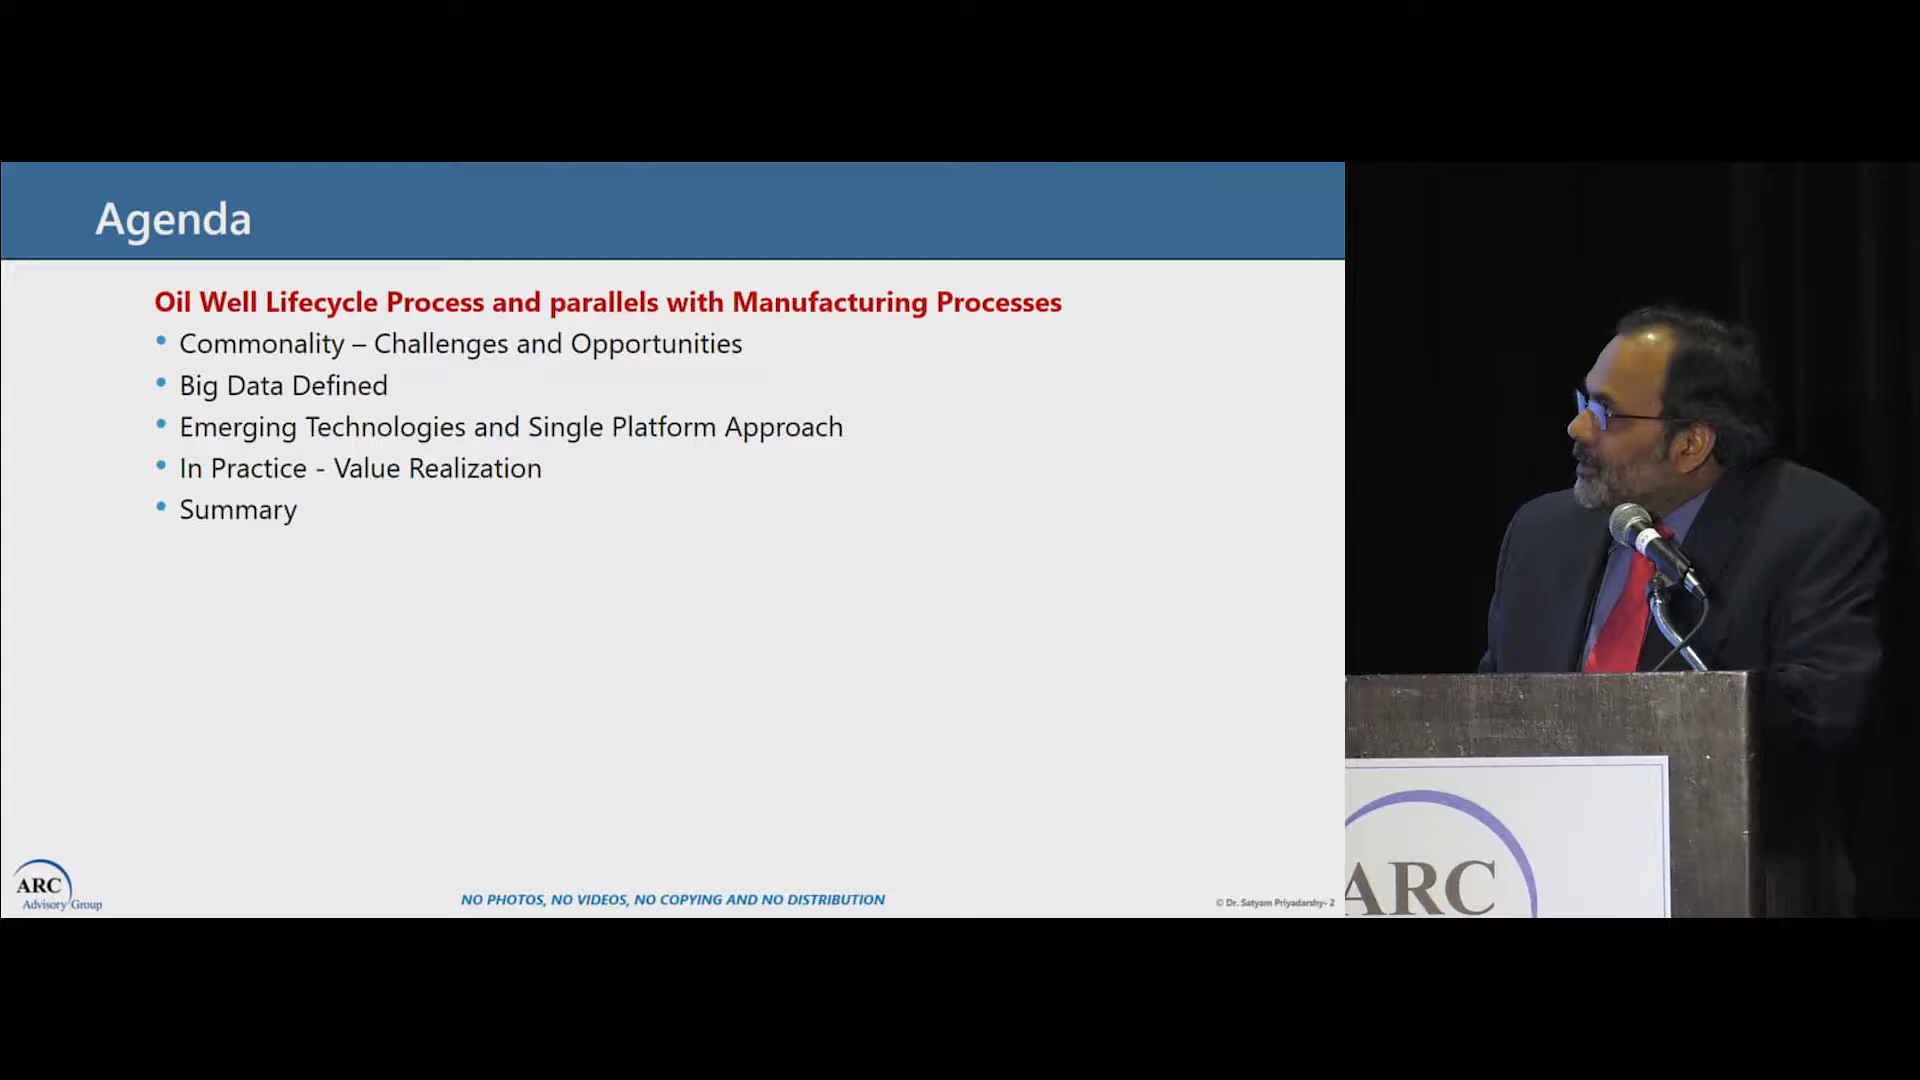 Agenda
Oil Well Lifecycle Process and parallels with Manufacturing Processes
• Commonality – Challenges and Opportunities
• Big Data Defined
• Emerging Technologies and Single Platform Approach
• In Practice - Value Realization
• Summary
ARC
Advisory Group
NO PHOTOS, NO VIDEOS, NO COPYING AND NO DISTRIBUTION
© Dr. Satyam Priyadarshy- 2
ARC